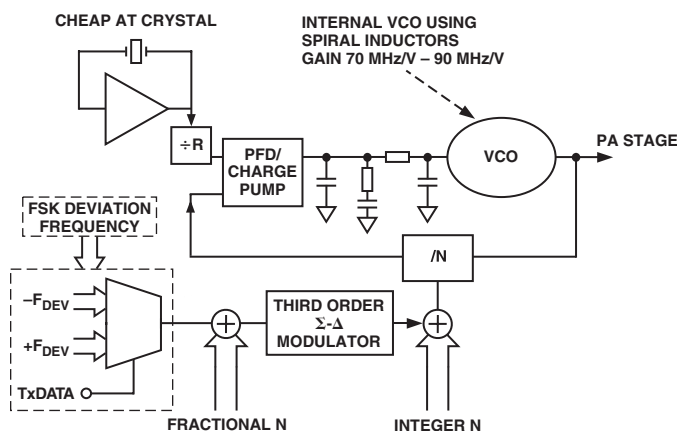 CHEAP AT CRYSTAL
INTERNAL VCO USING
SPIRAL INDUCTORS
GAIN 70 MHz/V – 90 MHz/V
÷R
PFD/
CHARGE
PUMP
VCO
PA STAGE
FSK DEVIATION
FREQUENCY
/N
–FDEV
+FDEV
TxDATA
THIRD ORDER
Σ-Δ
MODULATOR
+
+
FRACTIONAL N
INTEGER N